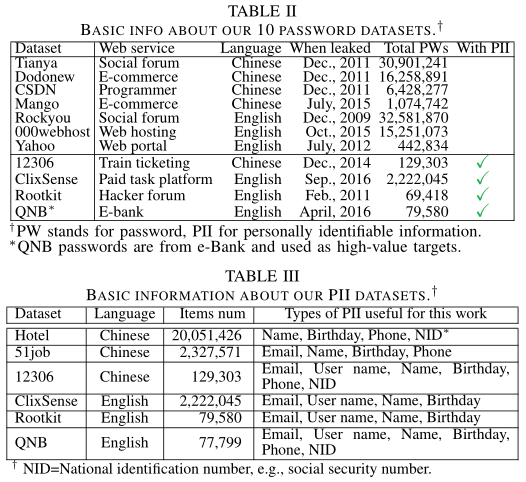 TABLE II
BASIC INFO ABOUT OUR 10 PASSWORD DATASETS.†
Dataset Web service Language When leaked Total PWs With PII
Tianya Social forum Chinese Dec., 2011 30,901,241
Dodonew E-commerce Chinese Dec., 2011 16,258,891
CSDN Programmer Chinese Dec., 2011 6,428,277
Mango E-commerce Chinese July, 2015 1,074,742
Rockyou Social forum English Dec., 2009 32,581,870
000webhost Web hosting English Oct., 2015 15,251,073
Yahoo Web portal English July, 2012 442,834
12306 Train ticketing Chinese Dec., 2014 129,303 ✓
ClixSense Paid task platform English Sep., 2016 2,222,045 ✓
Rootkit Hacker forum English Feb., 2011 69,418 ✓
QNB* E-bank English April, 2016 79,580 ✓
†PW stands for password, PII for personally identifiable information.
*QNB passwords are from e-Bank and used as high-value targets.
TABLE III
BASIC INFORMATION ABOUT OUR PII DATASETS.†
Dataset Language Items num Types of PII useful for this work
Hotel Chinese 20,051,426 Name, Birthday, Phone, NID*
51job Chinese 2,327,571 Email, Name, Birthday, Phone
12306 Chinese 129,303 Email, User name, Name, Birthday,
Phone, NID
ClixSense English 2,222,045 Email, User name, Name, Birthday
Rootkit English 79,580 Email, User name, Name, Birthday
QNB English 77,799 Email, User name, Name, Birthday,
Phone, NID
† NID=National identification number, e.g., social security number.